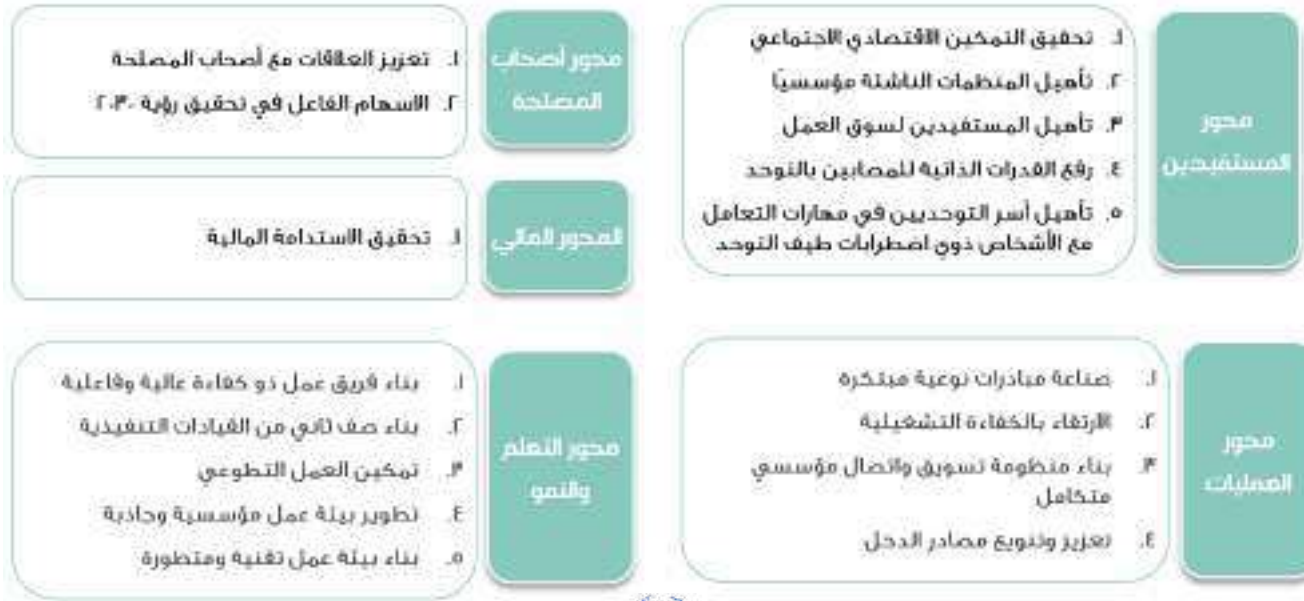 محور
المستفيدين
١. تحقيق التمكين الاقتصادي الاجتماعي
٢. تأهيل المنظمات الناشئة مؤسسيًا
٣. تأهيل المستفيدين لسوق العمل
٤. رفع القدرات الذاتية للمصابين بالتوحد
٥. تأهيل أسر التوحديين في مهارات التعامل
مع الأشخاص ذوي اضطرابات طيف التوحد
محور أصحاب
المصلحة
١. تعزيز العلاقات مع أصحاب المصلحة
٢. الاسهام الفاعل في تحقيق رؤية ٢٠٣٠
المحور المالي
١. تحقيق الاستدامة المالية
محور
العمليات
١. صناعة مبادرات نوعية مبتكرة
٢. الارتقاء بالكفاءة التشغيلية
٣. بناء منظومة تسويق واتصال مؤسسي
متكامل
٤. تعزيز وتنويع مصادر الدخل
محور التعلم
والنمو
١. بناء فريق عمل ذو كفاءة عالية وفاعلية
٢. بناء صف ثاني من القيادات التنفيذية
٣. تمكين العمل التطوعي
٤. تطوير بيئة عمل مؤسسية وجاذبة
٥. بناء بيئة عمل تقنية ومتطورة